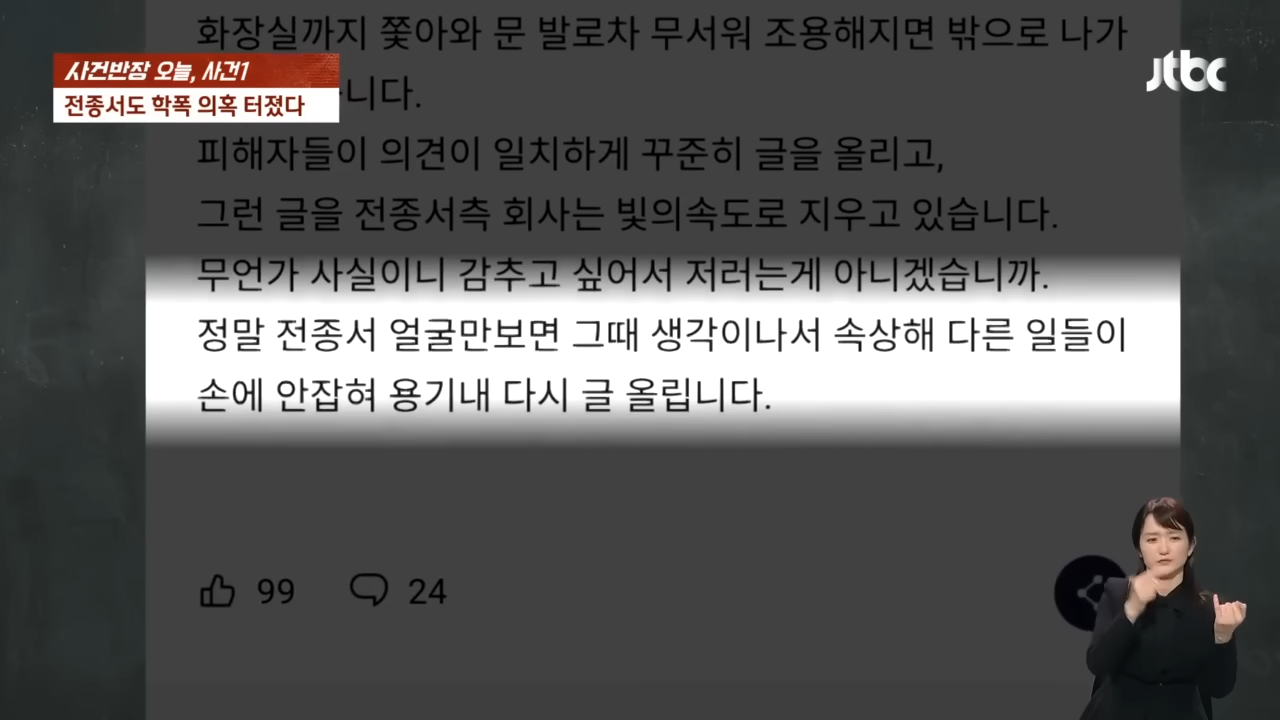 화장실까지 쫓아와 문 발로차 무서워 조용해지면 밖으로 나가
사건반장 오늘, 사건1
jtbc
니다.
전종서도 학폭 의혹 터졌다
피해자들이 의견이 일치하게 꾸준히 글을 올리고,
그런 글을 전종서측 회사는 빛의속도로 지우고 있습니다.
무언가 사실이니 감추고 싶어서 저러는게 아니겠습니까.
정말 전종서 얼굴만보면 그때 생각이나서 속상해 다른 일들이
손에 안잡혀 용기내 다시 글 올립니다.
99 24